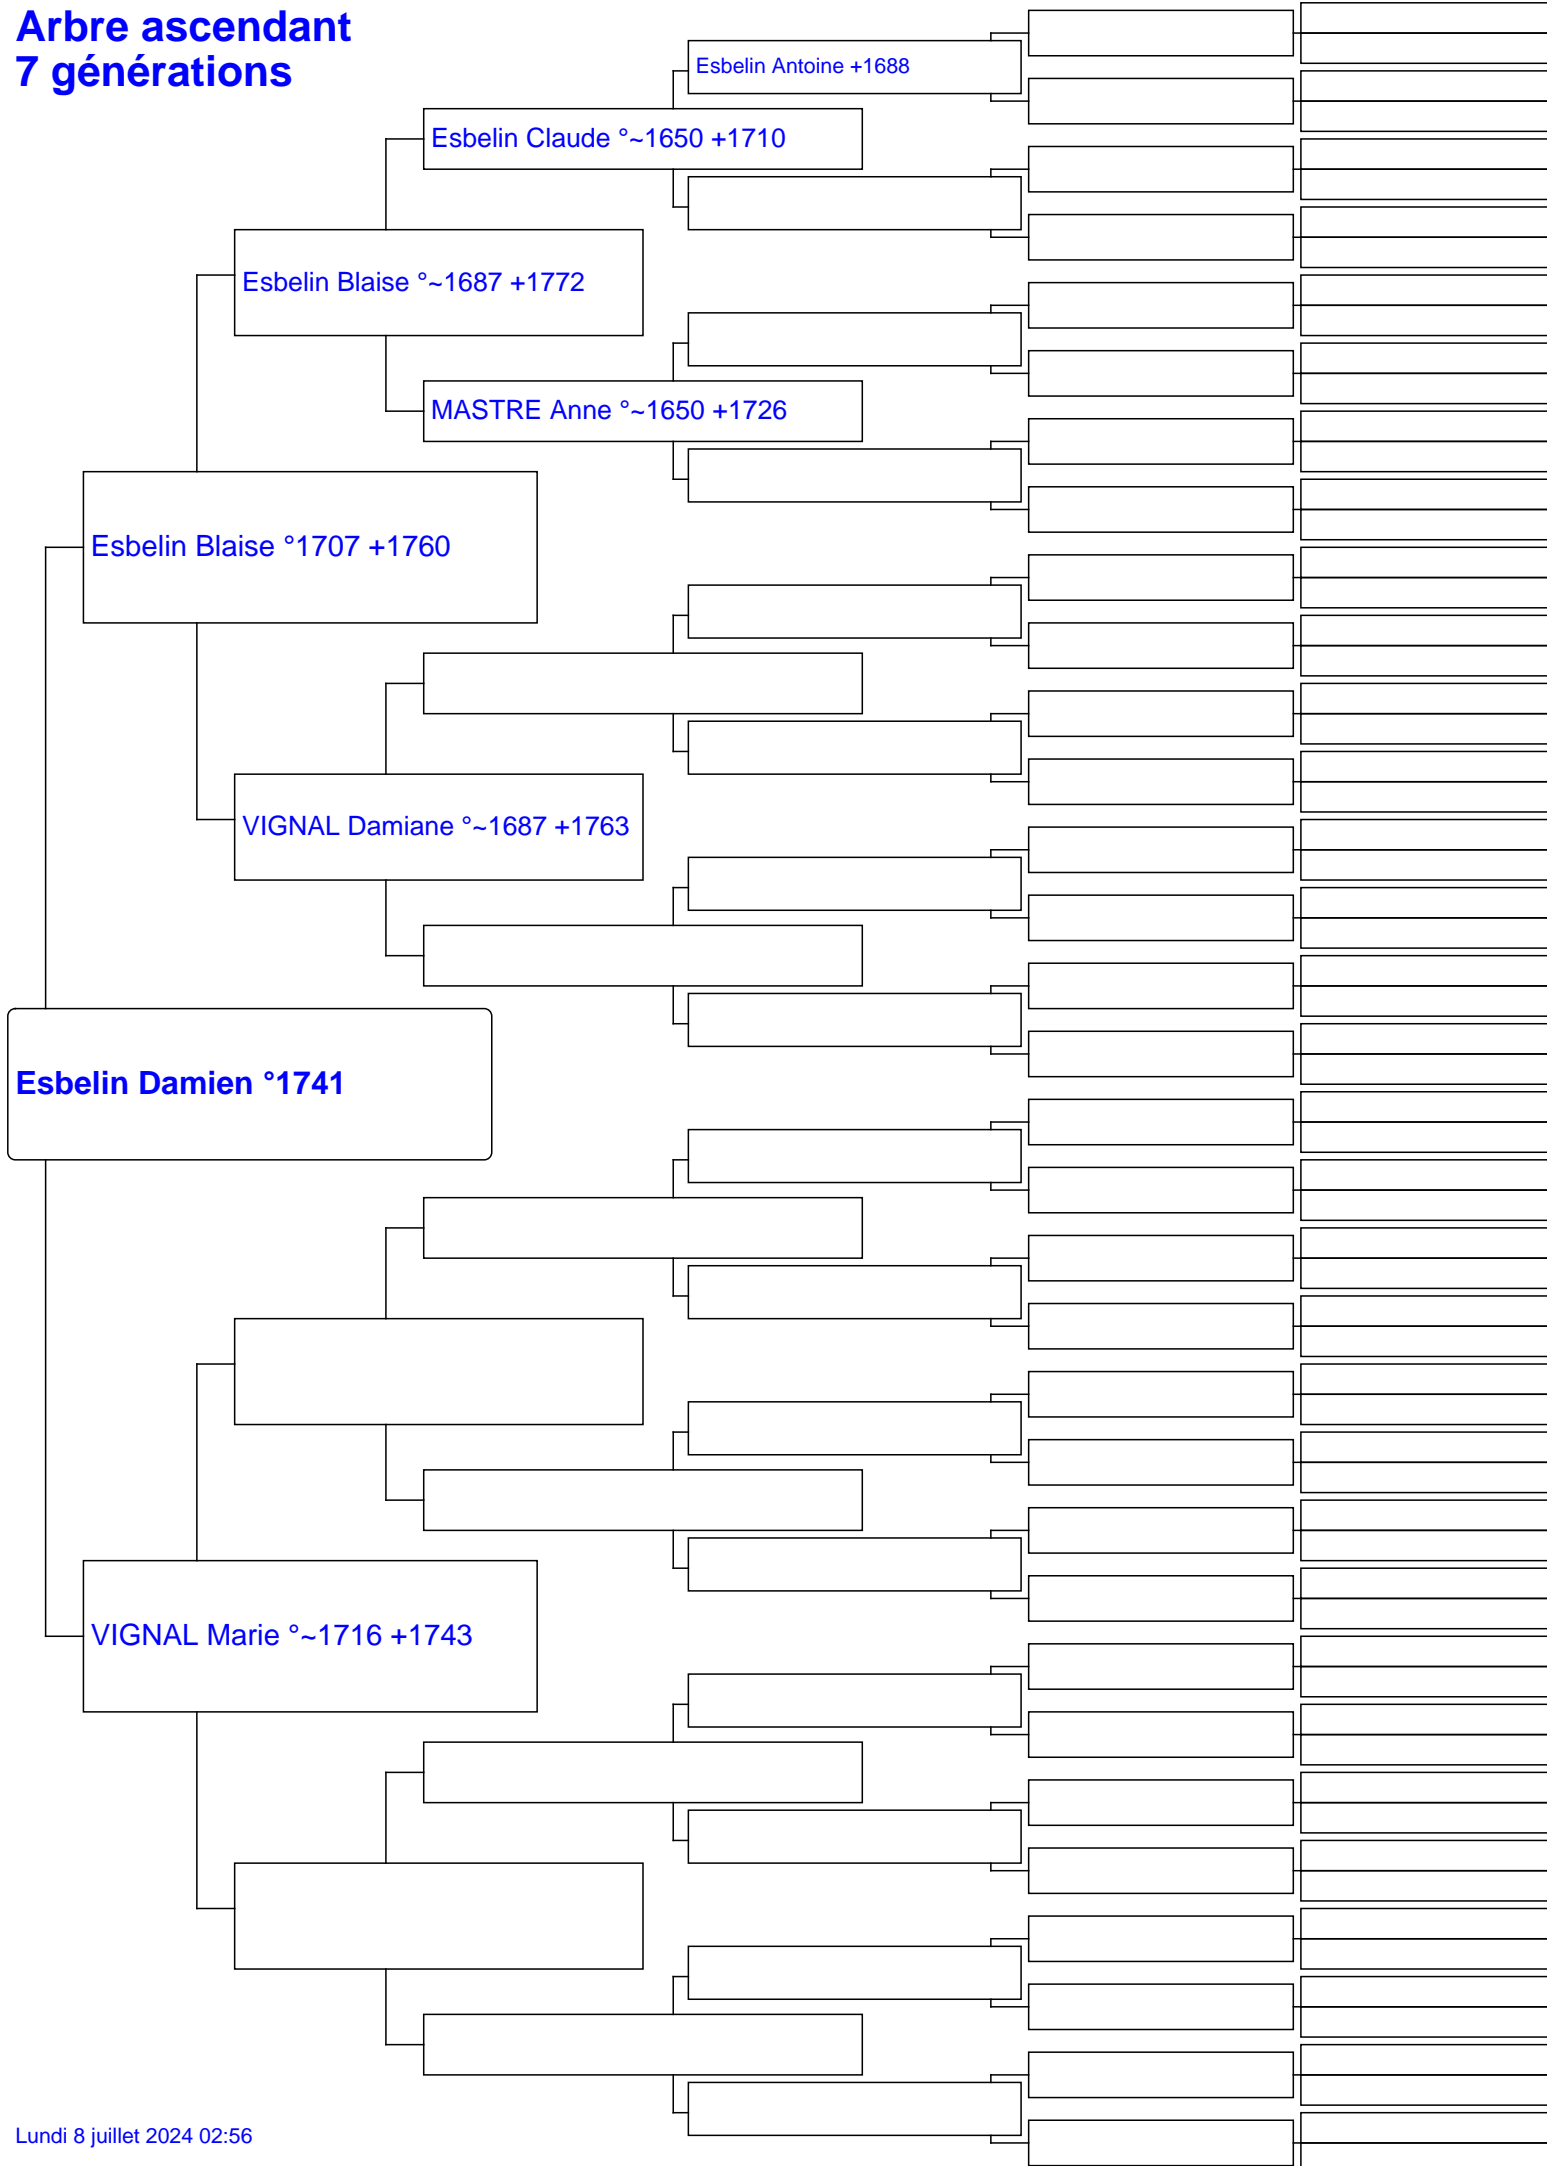 Arbre ascendant
7 générations
Esbelin Antoine +1688
Esbelin Claude °~1650 +1710
Esbelin Blaise °~1687 +1772
MASTRE Anne °~1650 +1726
Esbelin Blaise °1707 +1760
VIGNAL Damiane °~1687 +1763
Esbelin Damien °1741
VIGNAL Marie °~1716 +1743
Lundi 8 juillet 2024 02:56